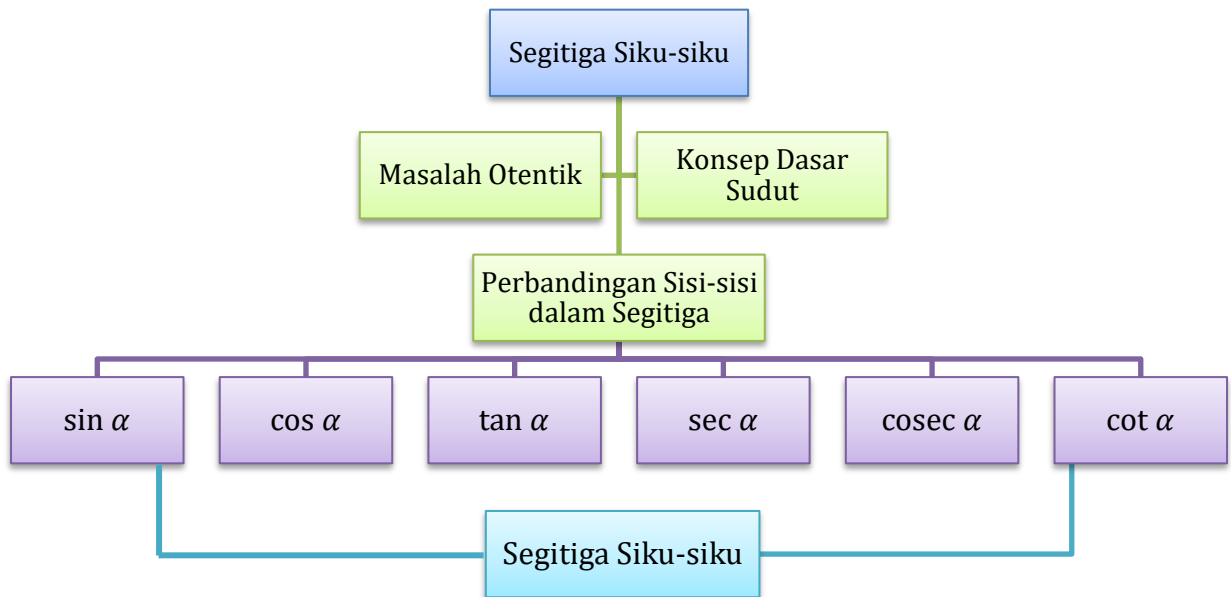 Segitiga Siku-siku
Masalah Otentik
Konsep Dasar
Sudut
Perbandingan Sisi-sisi
dalam Segitiga
sin α
cos α
tan α
sec α
cosec α
cot α
Segitiga Siku-siku